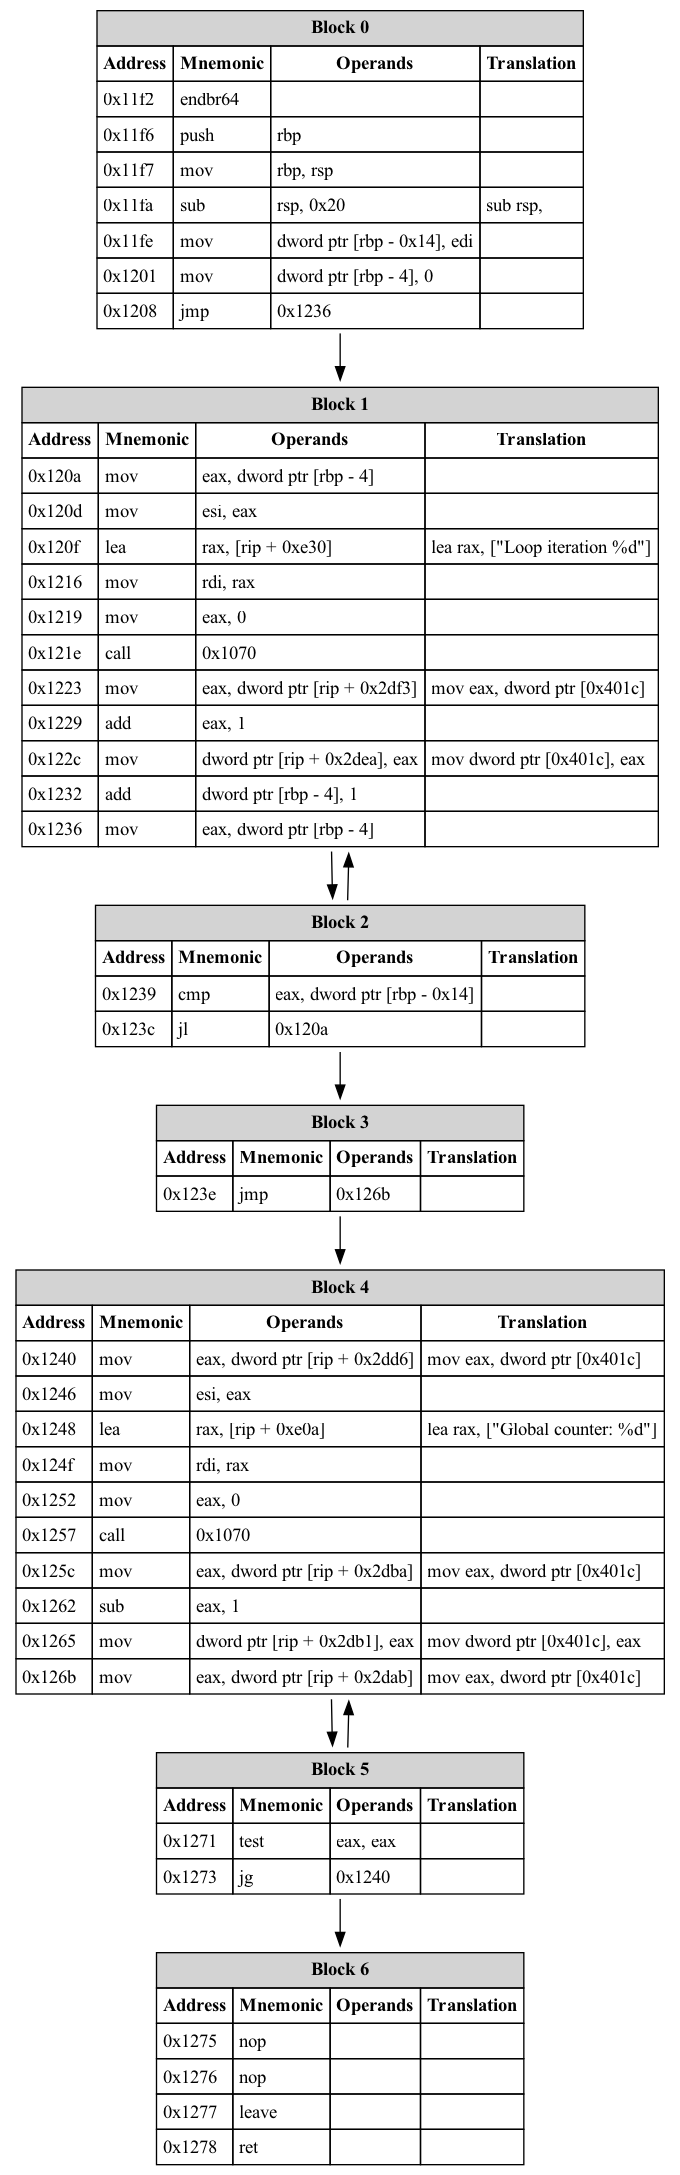 Block 0
Address Mnemonic Operands Translation
0x11f2 endbr64
0x11f6 push rbp
0x11f7 mov rbp, rsp
0x11fa sub rsp, 0x20 sub rsp,
0x11fe mov dword ptr [rbp - 0x14], edi
0x1201 mov dword ptr [rbp - 4], 0
0x1208 jmp 0x1236
Block 1
Address Mnemonic Operands Translation
0x120a mov eax, dword ptr [rbp - 4]
0x120d mov esi, eax
0x120f lea rax, [rip + 0xe30] lea rax, ["Loop iteration %d"]
0x1216 mov rdi, rax
0x1219 mov eax, 0
0x121e call 0x1070
0x1223 mov eax, dword ptr [rip + 0x2df3] mov eax, dword ptr [0x401c]
0x1229 add eax, 1
0x122c mov dword ptr [rip + 0x2dea], eax mov dword ptr [0x401c], eax
0x1232 add dword ptr [rbp - 4], 1
0x1236 mov eax, dword ptr [rbp - 4]
Block 2
Address Mnemonic Operands Translation
0x1239 cmp eax, dword ptr [rbp - 0x14]
0x123c jl 0x120a
Block 3
Address Mnemonic Operands Translation
0x123e jmp 0x126b
Block 4
Address Mnemonic Operands Translation
0x1240 mov eax, dword ptr [rip + 0x2dd6] mov eax, dword ptr [0x401c]
0x1246 mov esi, eax
0x1248 lea rax, [rip + 0xe0a] lea rax, ["Global counter: %d"]
0x124f mov rdi, rax
0x1252 mov eax, 0
0x1257 call 0x1070
0x125c mov eax, dword ptr [rip + 0x2dba] mov eax, dword ptr [0x401c]
0x1262 sub eax, 1
0x1265 mov dword ptr [rip + 0x2db1], eax mov dword ptr [0x401c], eax
0x126b mov eax, dword ptr [rip + 0x2dab] mov eax, dword ptr [0x401c]
Block 5
Address Mnemonic Operands Translation
0x1271 test eax, eax
0x1273 jg 0x1240
Block 6
Address Mnemonic Operands Translation
0x1275 nop
0x1276 nop
0x1277 leave
0x1278 ret